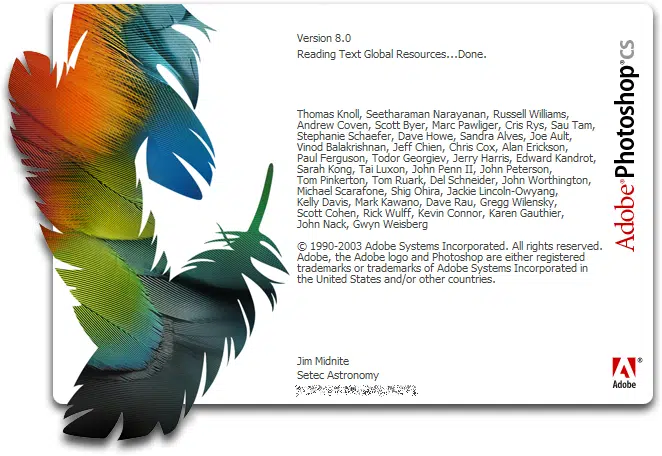 Version 8.0
Reading Text Global Resources...Done.
Thomas Knoll, Seetharaman Narayanan, Russell Williams,
Andrew Coven, Scott Byer, Marc Pawliger, Cris Rys, Sau Tam,
Stephanie Schaefer, Dave Howe, Sandra Alves, Joe Ault,
Vinod Balakrishnan, Jeff Chien, Chris Cox, Alan Erickson,
Paul Ferguson, Todor Georgiev, Jerry Harris, Edward Kandrot,
Sarah Kong, Tai Luxon, John Penn II, John Peterson,
Tom Pinkerton, Tom Ruark, Del Schneider, John Worthington,
Michael Scarafone, Shig Ohira, Jackie Lincoln-Owyang,
Kelly Davis, Mark Kawano, Dave Rau, Gregg Wilensky,
Scott Cohen, Rick Wulff, Kevin Connor, Karen Gauthier,
John Nack, Gwyn Weisberg
© 1990-2003 Adobe Systems Incorporated. All rights reserved.
Adobe, the Adobe logo and Photoshop are either registered
trademarks or trademarks of Adobe Systems Incorporated in
the United States and/or other countries.
Jim Midnite
Setec Astronomy
Adobe® Photoshop® CS
®
Adobe